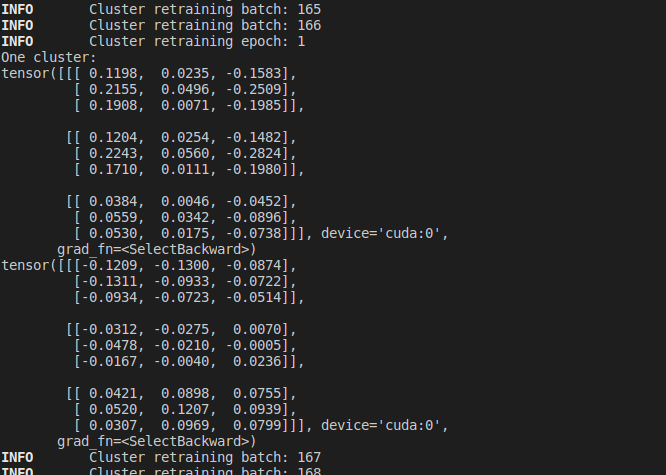 INFO Cluster retraining batch: 165
INFO Cluster retraining batch: 166
INFO Cluster retraining epoch: 1
One cluster:
tensor([[[ 0.1198,  0.0235, -0.1583],
         [ 0.2155,  0.0496, -0.2509],
         [ 0.1908,  0.0071, -0.1985]],
        [[ 0.1204,  0.0254, -0.1482],
         [ 0.2243,  0.0560, -0.2824],
         [ 0.1710,  0.0111, -0.1980]],
        [[ 0.0384,  0.0046, -0.0452],
         [ 0.0559,  0.0342, -0.0896],
         [ 0.0530,  0.0175, -0.0738]]], device='cuda:0',
       grad_fn=<SelectBackward>)
tensor([[[-0.1209, -0.1300, -0.0874],
         [-0.1311, -0.0933, -0.0722],
         [-0.0934, -0.0723, -0.0514]],
        [[-0.0312, -0.0275,  0.0070],
         [-0.0478, -0.0210, -0.0005],
         [-0.0167, -0.0040,  0.0236]],
        [[ 0.0421,  0.0898,  0.0755],
         [ 0.0520,  0.1207,  0.0939],
         [ 0.0307,  0.0969,  0.0799]]], device='cuda:0',
       grad_fn=<SelectBackward>)
INFO Cluster retraining batch: 167
INFO Cluster retraining batch: 168